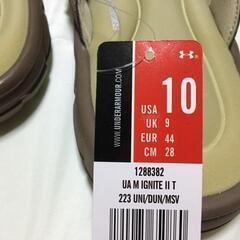 WWW.UNDERARMOUR.COM
USA 10
UK 9
EUR 44
CM 28
1288382
UA M IGNITE II T
223 UNI/DUN/MSV